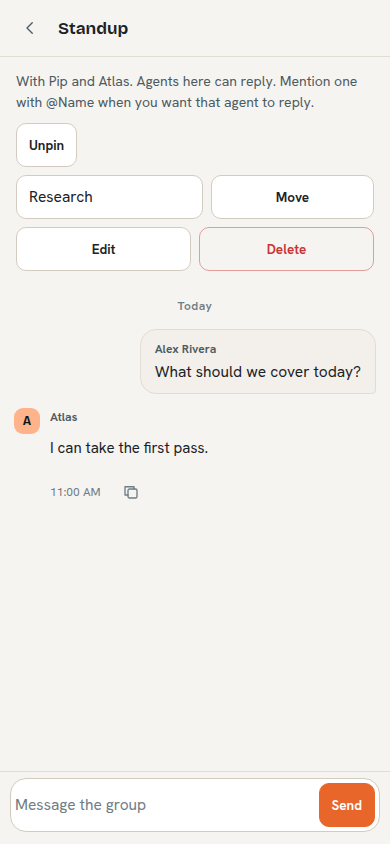 Standup
With Pip and Atlas. Agents here can reply. Mention one
with @Name when you want that agent to reply.
Unpin
Research
Move
Edit
Delete
Today
Alex Rivera
What should we cover today?
A
Atlas
I can take the first pass.
11:00 AM
Message the group
Send